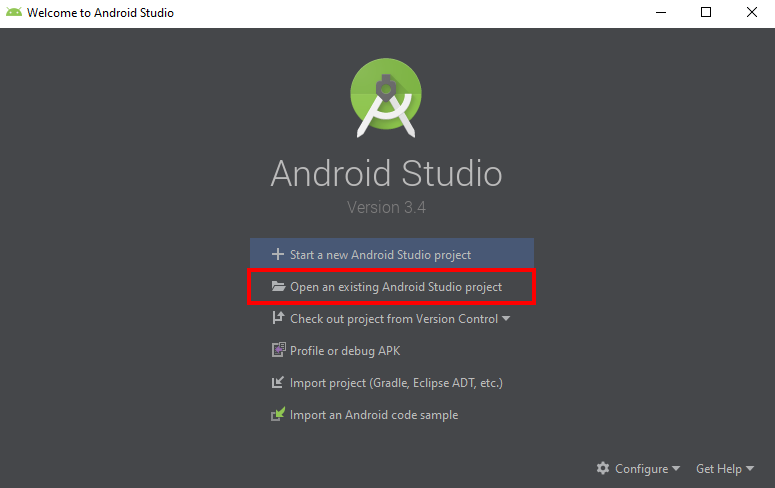 Welcome to Android Studio
Android Studio
Version 3.4
Start a new Android Studio project
Open an existing Android Studio project
Check out project from Version Control
Profile or debug APK
Import project (Gradle, Eclipse ADT, etc.)
Import an Android code sample
Configure Get Help